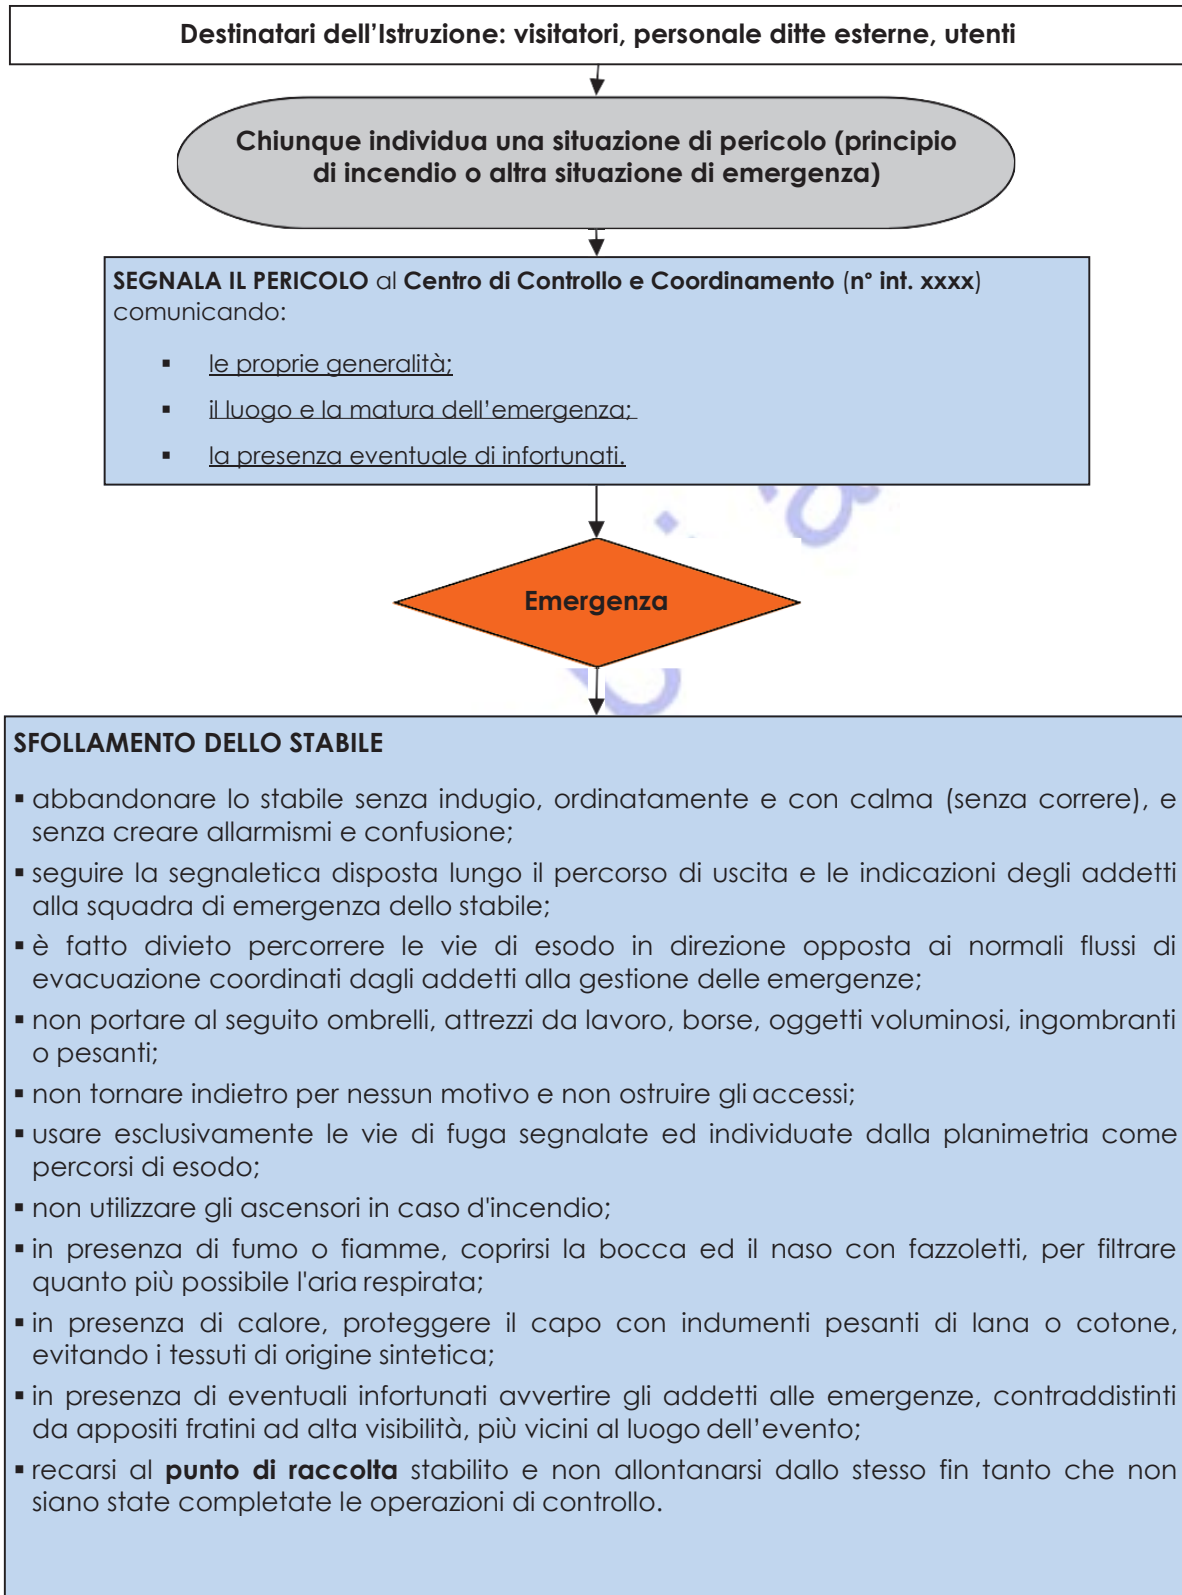 Destinatari dell’Istruzione: visitatori, personale ditte esterne, utenti
Chiunque individua una situazione di pericolo (principio
di incendio o altra situazione di emergenza)
SEGNALA IL PERICOLO al Centro di Controllo e Coordinamento (n° int. xxxx)
comunicando:
▪ le proprie generalità;
▪ il luogo e la matura dell’emergenza;
▪ la presenza eventuale di infortunati.
Emergenza
SFOLLAMENTO DELLO STABILE
▪ abbandonare lo stabile senza indugio, ordinatamente e con calma (senza correre), e
senza creare allarmismi e confusione;
▪ seguire la segnaletica disposta lungo il percorso di uscita e le indicazioni degli addetti
alla squadra di emergenza dello stabile;
▪ è fatto divieto percorrere le vie di esodo in direzione opposta ai normali flussi di
evacuazione coordinati dagli addetti alla gestione delle emergenze;
▪ non portare al seguito ombrelli, attrezzi da lavoro, borse, oggetti voluminosi, ingombranti
o pesanti;
▪ non tornare indietro per nessun motivo e non ostruire gli accessi;
▪ usare esclusivamente le vie di fuga segnalate ed individuate dalla planimetria come
percorsi di esodo;
▪ non utilizzare gli ascensori in caso d'incendio;
▪ in presenza di fumo o fiamme, coprirsi la bocca ed il naso con fazzoletti, per filtrare
quanto più possibile l'aria respirata;
▪ in presenza di calore, proteggere il capo con indumenti pesanti di lana o cotone,
evitando i tessuti di origine sintetica;
▪ in presenza di eventuali infortunati avvertire gli addetti alle emergenze, contraddistinti
da appositi fratini ad alta visibilità, più vicini al luogo dell’evento;
▪ recarsi al punto di raccolta stabilito e non allontanarsi dallo stesso fin tanto che non
siano state completate le operazioni di controllo.